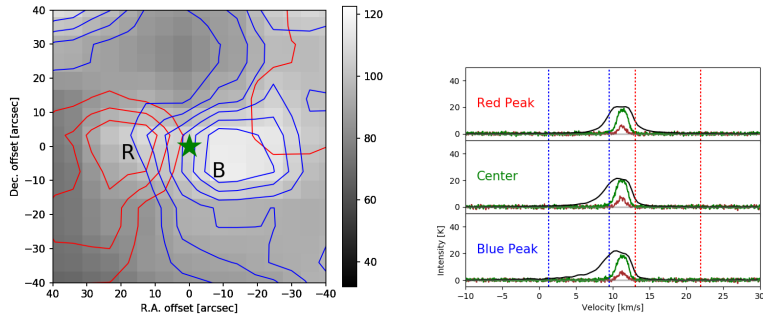 40
30
20
10
0
−10
−20
−30
−40
Dec. offset [arcsec]
R
B
40 30 20 10 0 −10 −20 −30 −40
R.A. offset [arcsec]
120
100
80
60
40
Red Peak
Center
Blue Peak
40
20
0
40
20
0
40
20
0
Intensity [K]
−10 −5 0 5 10 15 20 25 30
Velocity [km/s]